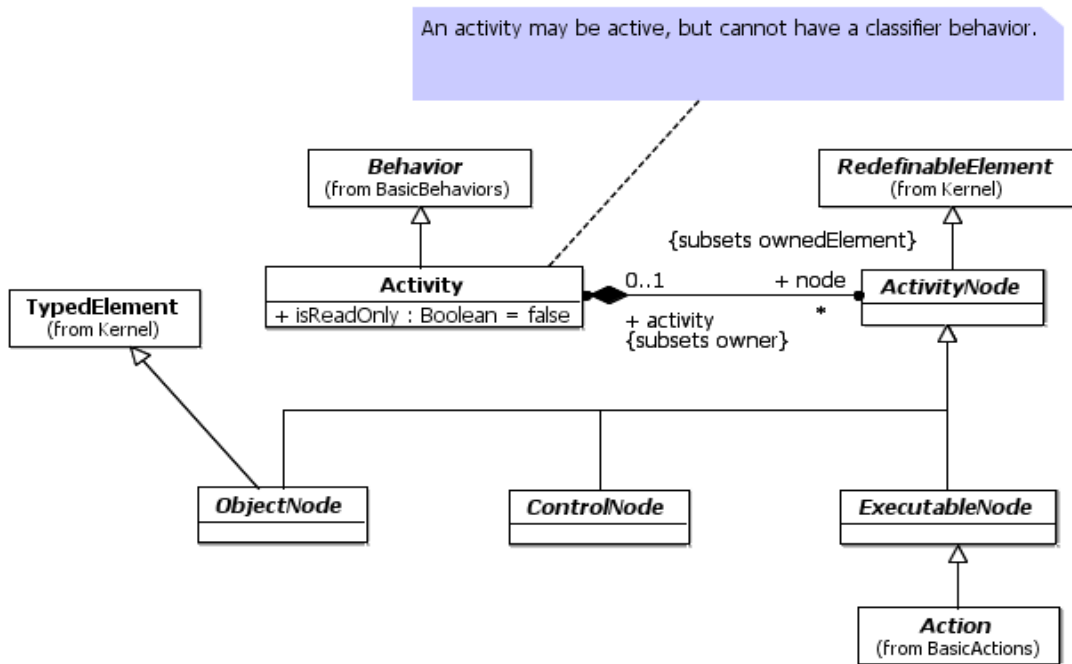 An activity may be active, but cannot have a classifier behavior.
Behavior
(from BasicBehaviors)
RedefinableElement
(from Kernel)
{subsets ownedElement}
Activity
+ isReadOnly : Boolean = false
0..1
+ node
*
+ activity
{subsets owner}
ActivityNode
TypedElement
(from Kernel)
ObjectNode
ControlNode
ExecutableNode
Action
(from BasicActions)